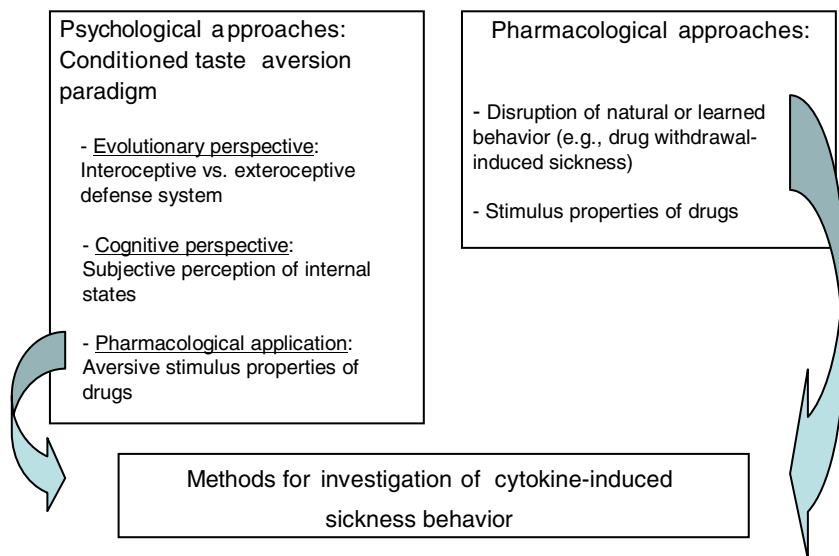 Psychological approaches:
Conditioned taste aversion
paradigm
- Evolutionary perspective:
Interoceptive vs. exteroceptive
defense system
- Cognitive perspective:
Subjective perception of internal
states
- Pharmacological application:
Aversive stimulus properties of
drugs
Pharmacological approaches:
- Disruption of natural or learned
behavior (e.g., drug withdrawal-
induced sickness)
- Stimulus properties of drugs
Methods for investigation of cytokine-induced
sickness behavior